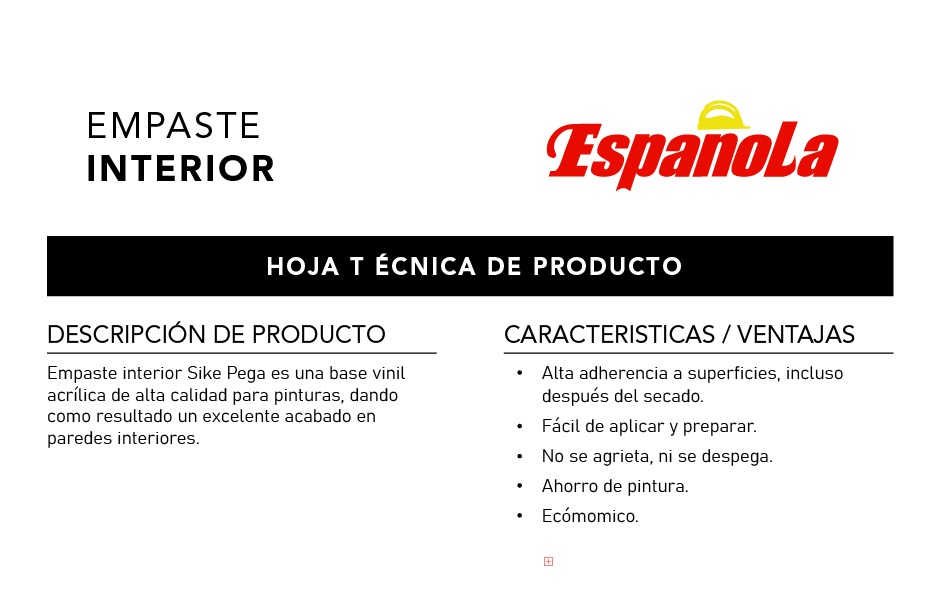 EMPASTE
INTERIOR
Española
HOJA T ÉCNICA DE PRODUCTO
DESCRIPCIÓN DE PRODUCTO
Empaste interior Sike Pega es una base vinil
acrílica de alta calidad para pinturas, dando
como resultado un excelente acabado en
paredes interiores.
CARACTERISTICAS / VENTAJAS
• Alta adherencia a superficies, incluso
después del secado.
• Fácil de aplicar y preparar.
• No se agrieta, ni se despega.
• Ahorro de pintura.
• Ecómomico.